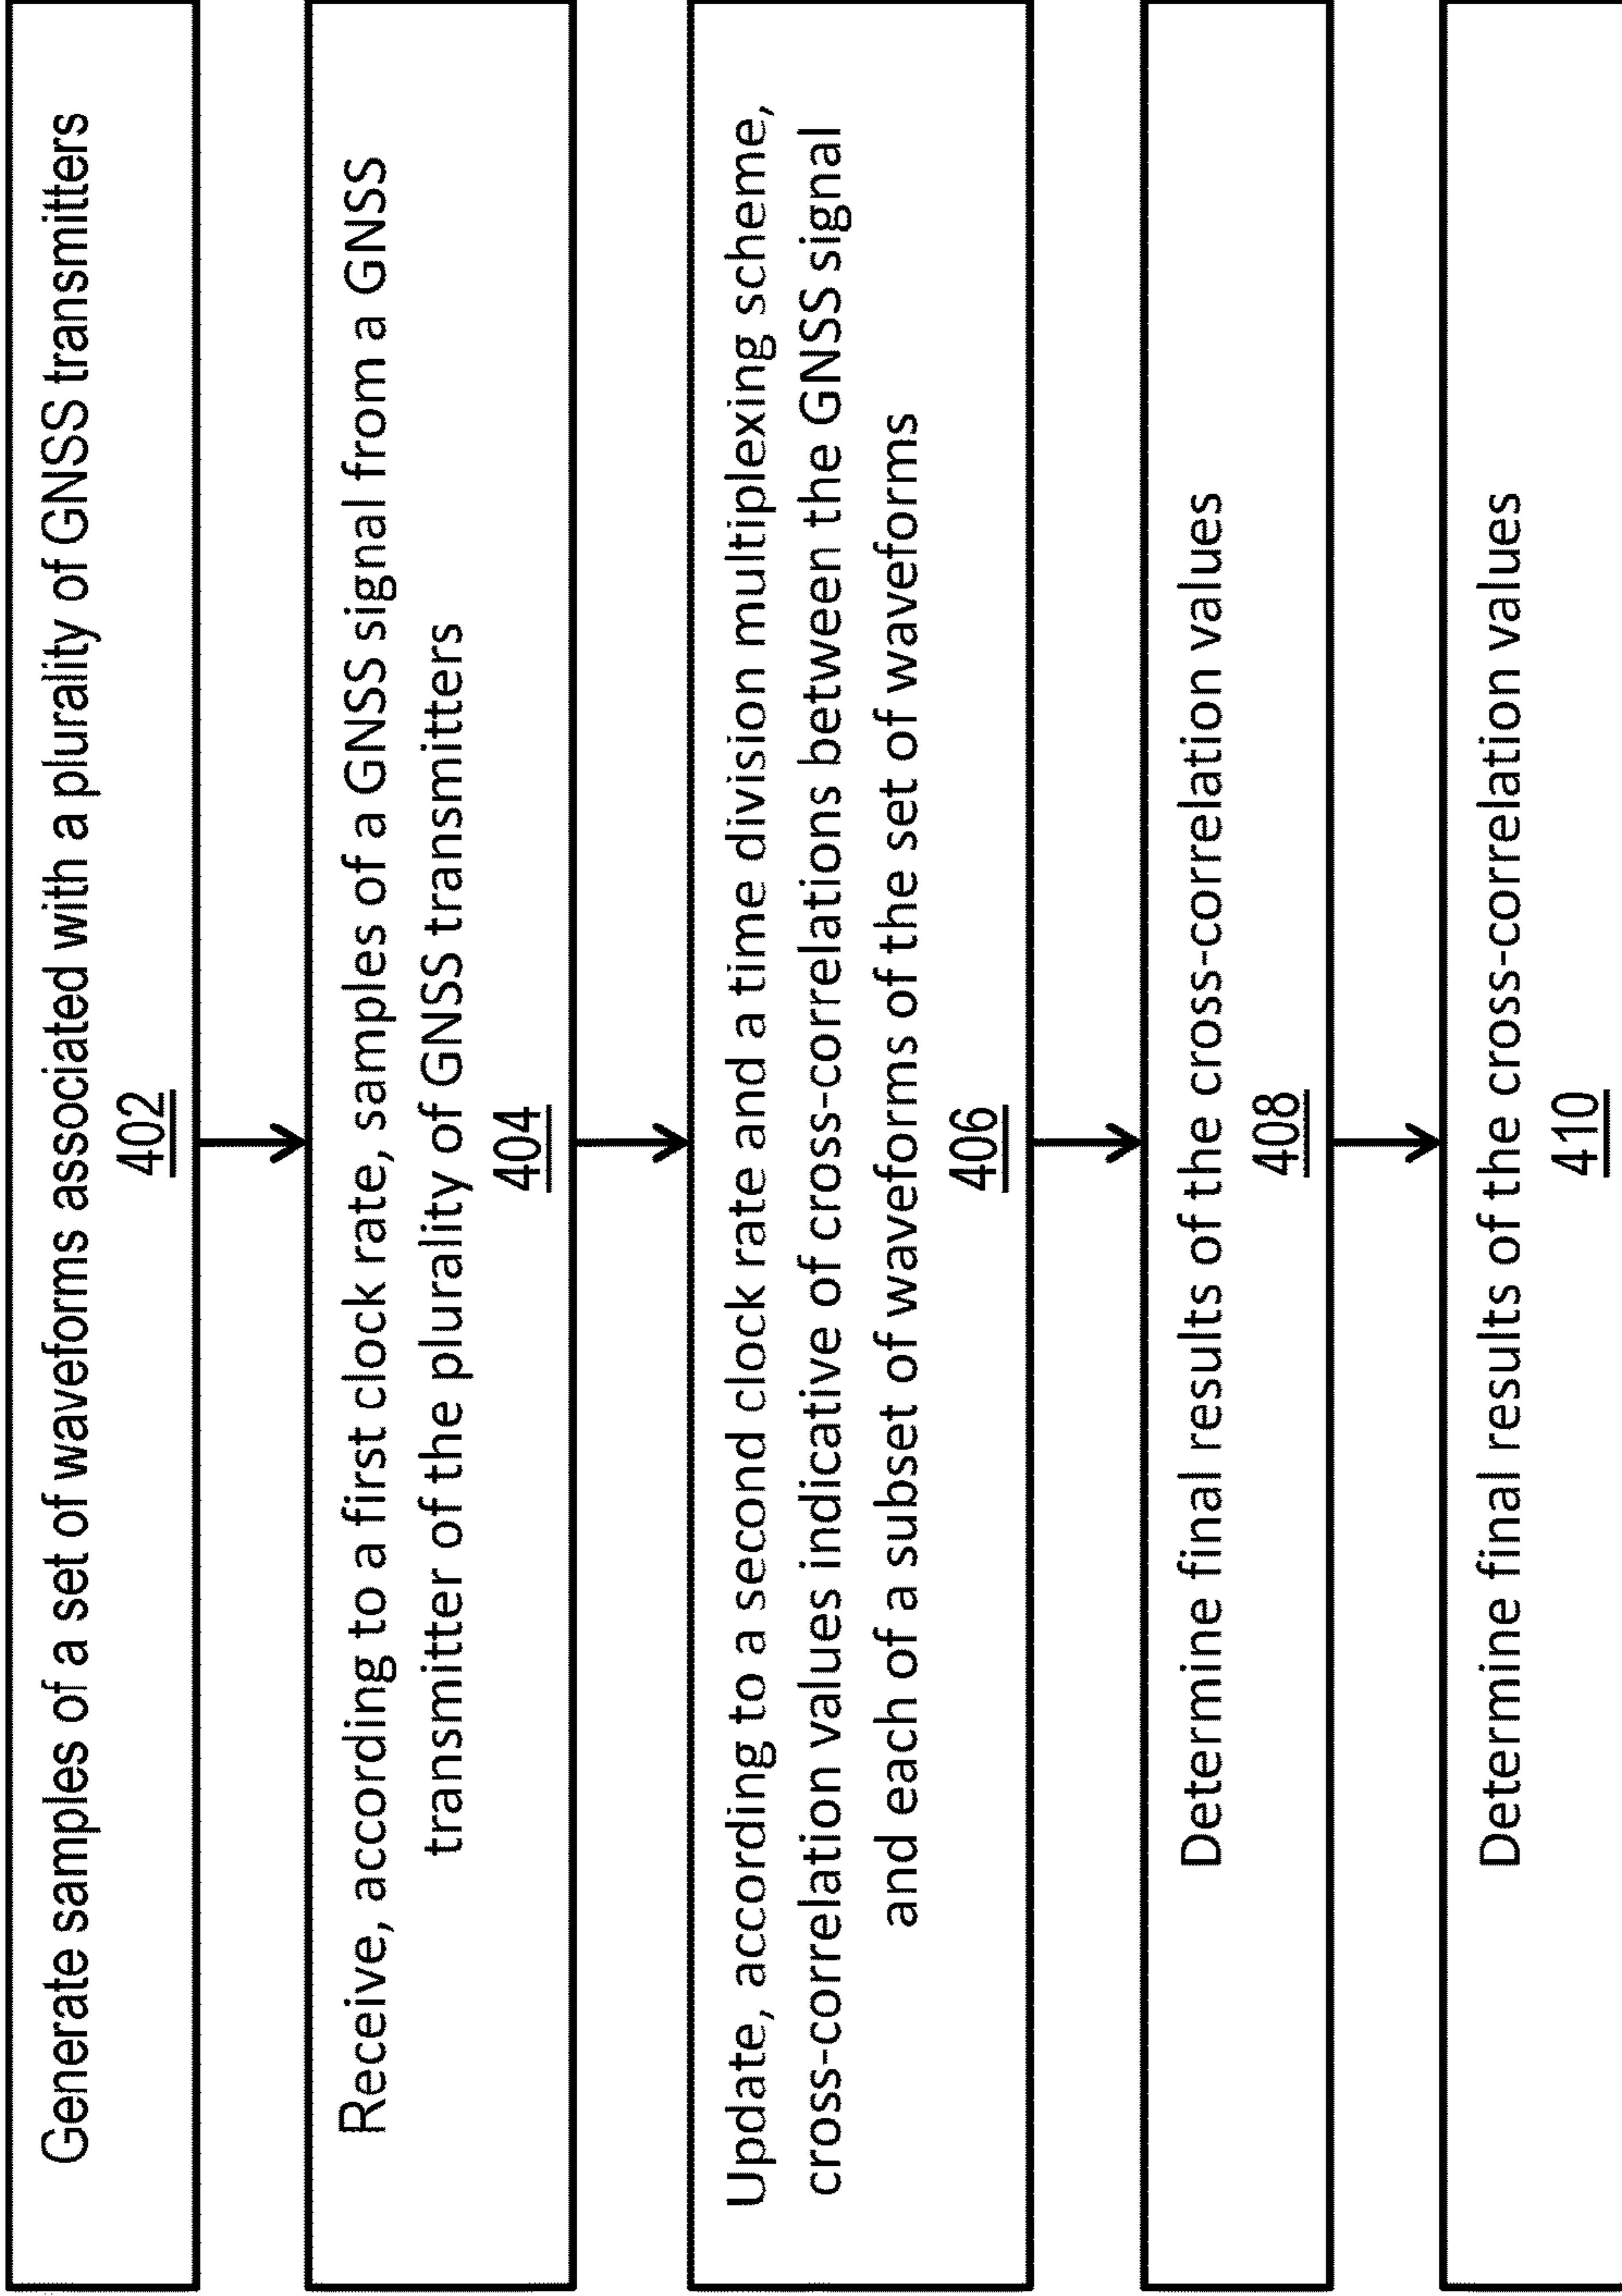 Generate samples of a set of waveforms associated with a plurality of GNSS transmitters
402
Receive, according to a first clock rate, samples of a GNSS signal from a GNSS
transmitter of the plurality of GNSS transmitters
404
Update, according to a second clock rate and a time division multiplexing scheme,
cross-correlation values indicative of cross-correlations between the GNSS signal
and each of a subset of waveforms of the set of waveforms
406
Determine final results of the cross-correlation values
408
Determine final results of the cross-correlation values
410